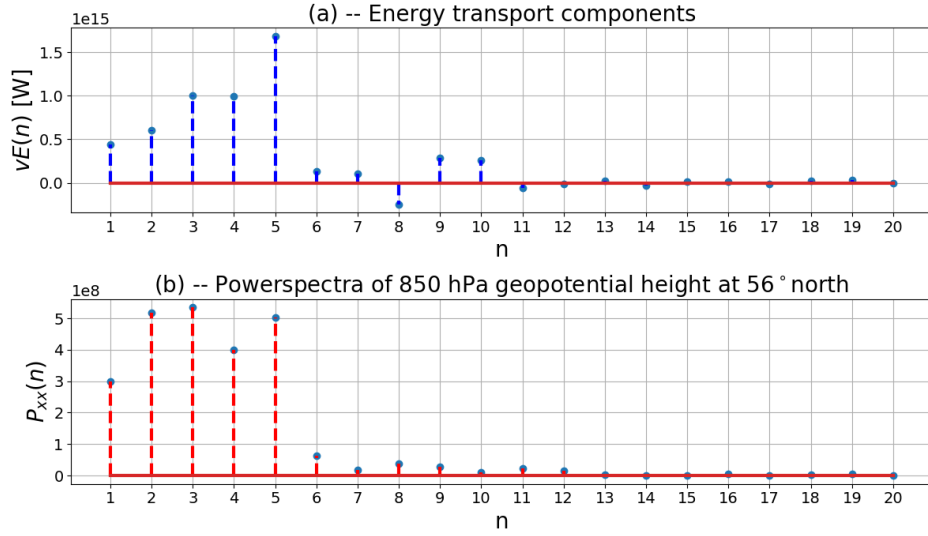 (a) -- Energy transport components
1e15
vE(n) [W]
1.5
1.0
0.5
0.0
1 2 3 4 5 6 7 8 9 10 11 12 13 14 15 16 17 18 19 20
n
(b) -- Powerspectra of 850 hPa geopotential height at 56°north
1e8
P_{xx}(n)
5
4
3
2
1
0
1 2 3 4 5 6 7 8 9 10 11 12 13 14 15 16 17 18 19 20
n